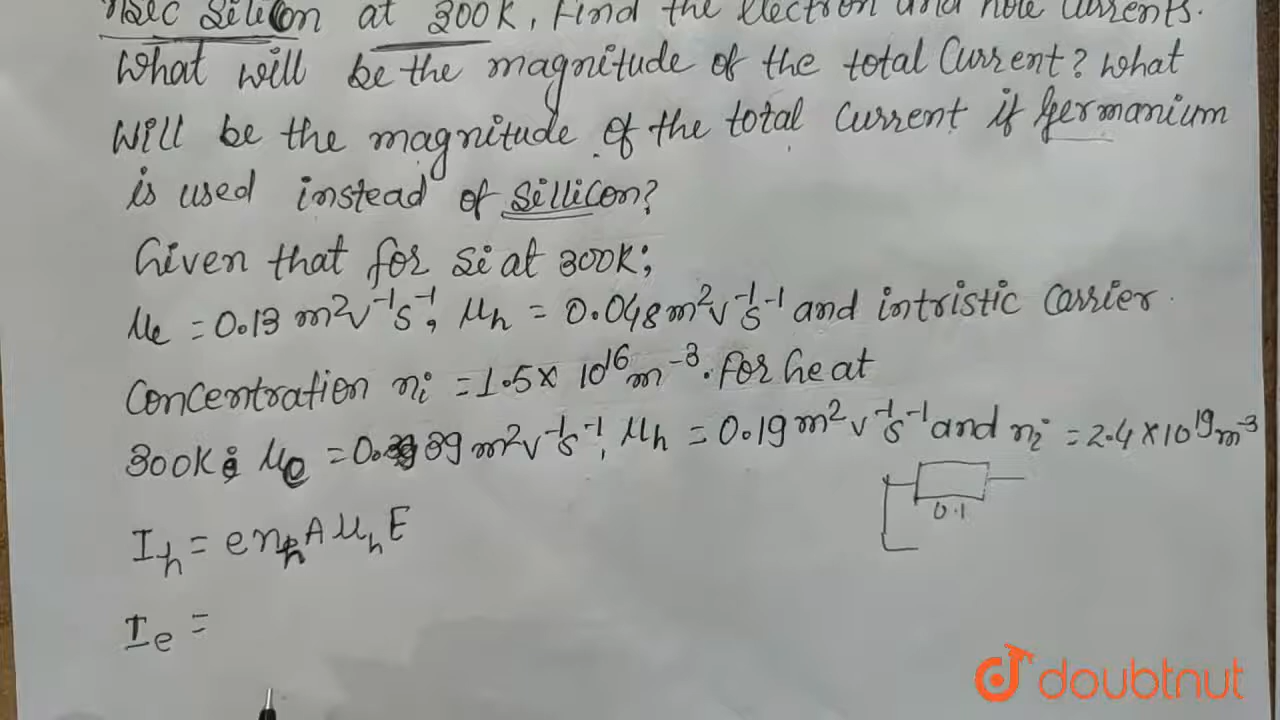 nsec Silicon at 300K, Find the electron and hole currents.
What will be the magnitude of the total Current? what
will be the magnitude of the total current if germanium
is used instead of Sillicon?
Given that for Si at 300K;
μe = 0.13 m²v⁻¹s⁻¹, μh = 0.048 m²v⁻¹s⁻¹ and intristic Carrier
Concentration ni = 1.5 × 10¹⁶ m⁻³. For Ge at
300K; μe = 0.39 m²v⁻¹s⁻¹, μh = 0.19 m²v⁻¹s⁻¹ and ni = 2.4 × 10¹⁹ m⁻³
0.1
Ih = e nh A μh E
Ie =
doubtnut